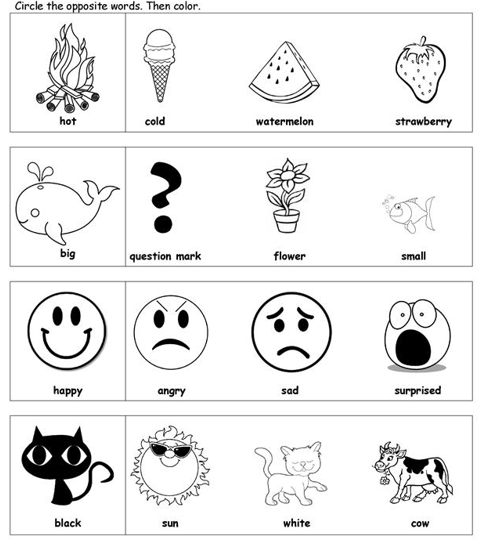 Circle the opposite words. Then color.
hot cold watermelon strawberry
big question mark flower small
happy angry sad surprised
black sun white cow